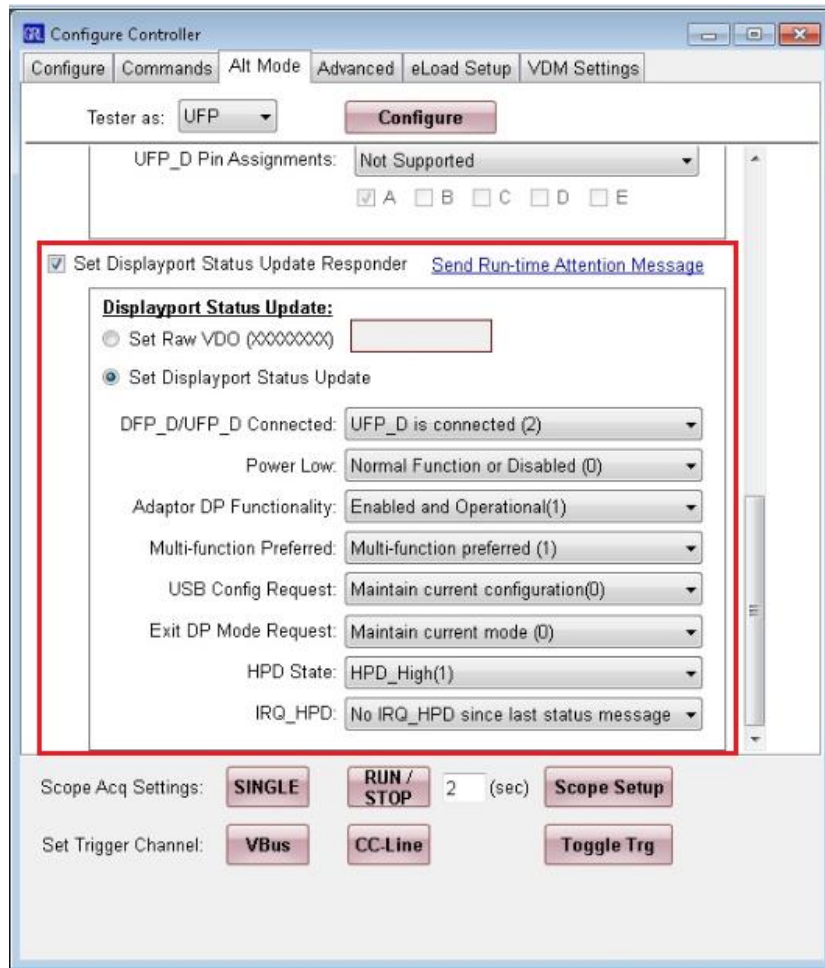 GRL Configure Controller
Configure Commands Alt Mode Advanced eLoad Setup VDM Settings
Tester as: UFP Configure
UFP_D Pin Assignments: Not Supported
A B C D E
Set Displayport Status Update Responder Send Run-time Attention Message
Displayport Status Update:
Set Raw VDO (XXXXXXXX)
Set Displayport Status Update
DFP_D/UFP_D Connected: UFP_D is connected (2)
Power Low: Normal Function or Disabled (0)
Adaptor DP Functionality: Enabled and Operational(1)
Multi-function Preferred: Multi-function preferred (1)
USB Config Request: Maintain current configuration(0)
Exit DP Mode Request: Maintain current mode (0)
HPD State: HPD_High(1)
IRQ_HPD: No IRQ_HPD since last status message
Scope Acq Settings: SINGLE RUN / STOP 2 (sec) Scope Setup
Set Trigger Channel: VBus CC-Line Toggle Trg